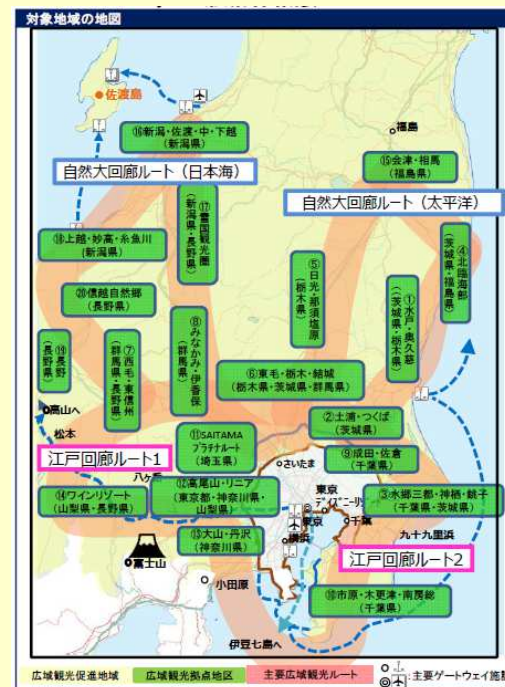 対象地域の地図
佐渡島
⑯新潟・佐渡・中・下越
(新潟県)
福島
⑮会津・相馬
(福島県)
自然大回廊ルート（日本海）
自然大回廊ルート（太平洋）
⑰雪国観光圏
(新潟県・長野県)
⑱上越・妙高・糸魚川
(新潟県)
④北臨海部
(茨城県・福島県)
⑤日光・那須塩原
(栃木県)
①水戸・奥久慈
(茨城県・栃木県)
⑳信越自然郷
(長野県)
⑧みなかみ・伊香保
(群馬県)
⑲長野
(長野県)
⑦西毛・東信州
(群馬県・長野県)
⑥東毛・栃木・結城
(栃木県・茨城県・群馬県)
高山へ
松本
②土浦・つくば
(茨城県)
⑪SAITAMA
プラチナルート
(埼玉県)
⑨成田・佐倉
(千葉県)
江戸回廊ルート1
さいたま
八ヶ岳
⑫高尾山・リニア
(東京都・神奈川県・
山梨県)
東京
東京
千葉
⑭ワインリゾート
(山梨県・長野県)
③水郷三都・神栖・銚子
(千葉県・茨城県)
横浜
⑬大山・丹沢
(神奈川県)
九十九里浜
江戸回廊ルート2
富士山
小田原
⑩市原・木更津・南房総
(千葉県)
伊豆七島へ
広域観光促進地域
広域観光拠点地区
主要広域観光ルート
:主要ゲートウェイ施